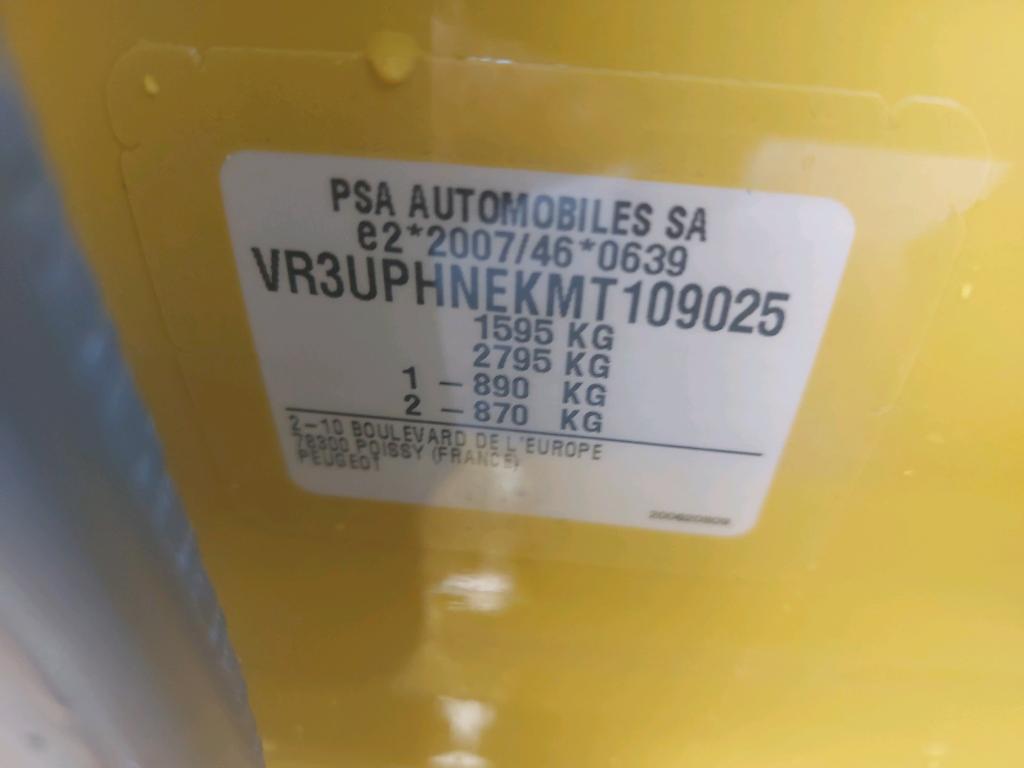 PSA AUTOMOBILES SA
e2*2007/46*0639
VR3UPHNEKMT109025
1595 KG
2795 KG
1 - 890 KG
2 - 870 KG
2-10 BOULEVARD DE L'EUROPE
78300 POISSY (FRANCE)
PEUGEOT